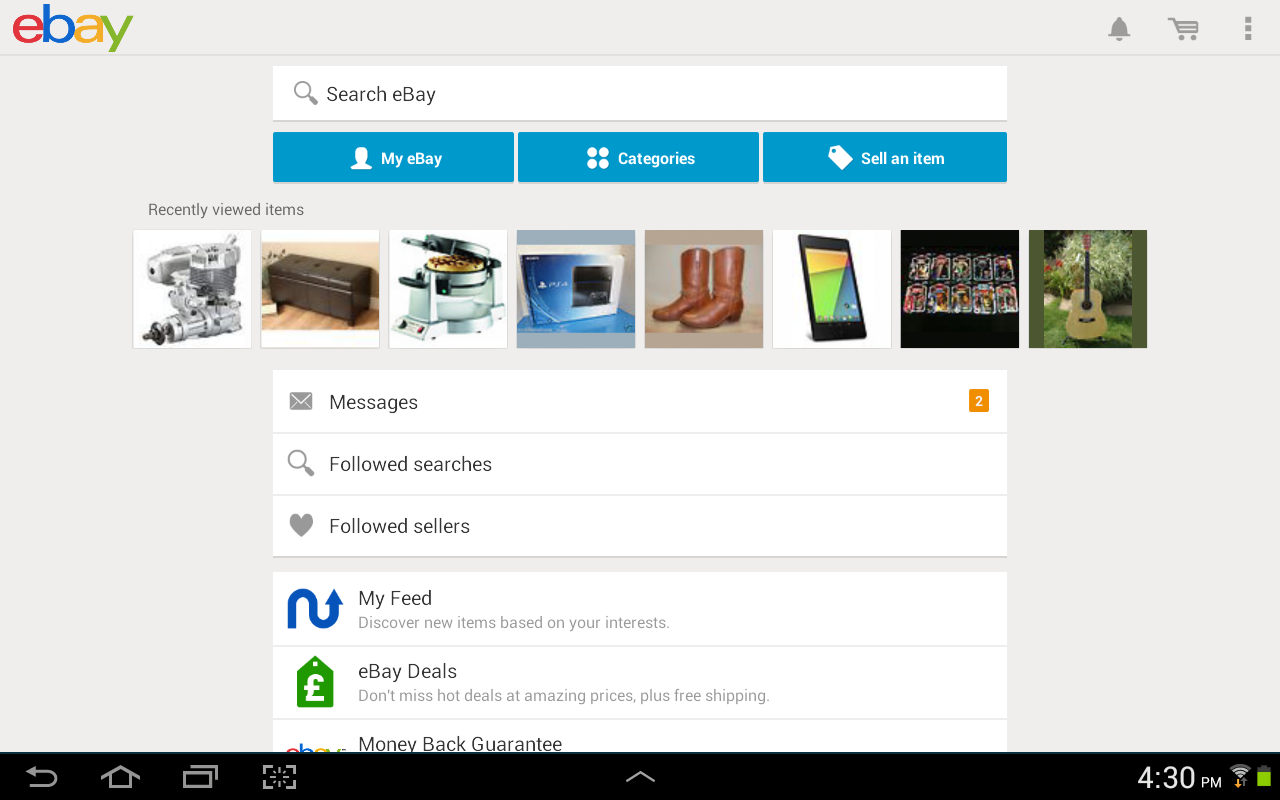 ebay
Search eBay
My eBay
Categories
Sell an item
Recently viewed items
PS4
Messages
2
Followed searches
Followed sellers
My Feed
Discover new items based on your interests.
£
eBay Deals
Don't miss hot deals at amazing prices, plus free shipping.
ebay
Money Back Guarantee
4:30 PM